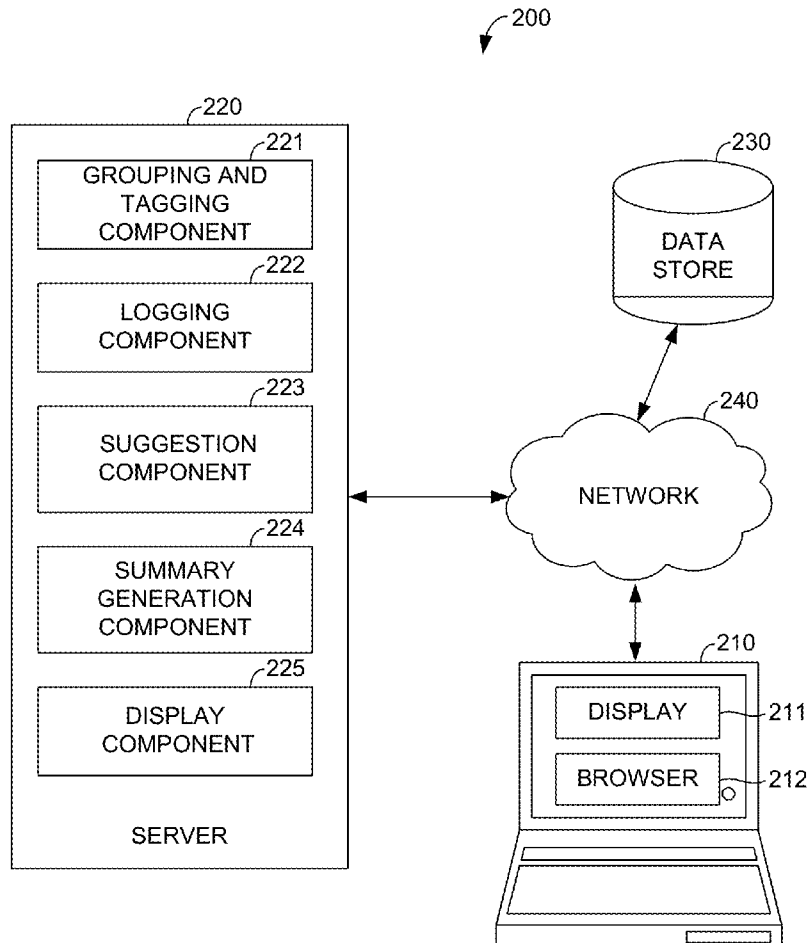 200
220
221
GROUPING AND
TAGGING
COMPONENT
222
LOGGING
COMPONENT
223
SUGGESTION
COMPONENT
224
SUMMARY
GENERATION
COMPONENT
225
DISPLAY
COMPONENT
SERVER
230
DATA
STORE
240
NETWORK
210
DISPLAY
211
BROWSER
212